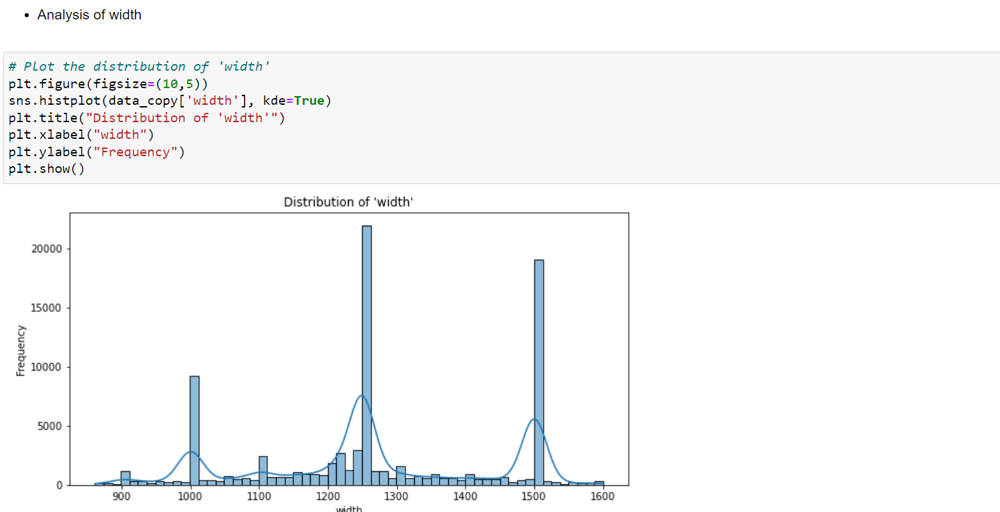 • Analysis of width
# Plot the distribution of 'width'
plt.figure(figsize=(10,5))
sns.histplot(data_copy['width'], kde=True)
plt.title("Distribution of 'width'")
plt.xlabel("width")
plt.ylabel("Frequency")
plt.show()
Distribution of 'width'
Frequency
20000
15000
10000
5000
0
900 1000 1100 1200 1300 1400 1500 1600
width